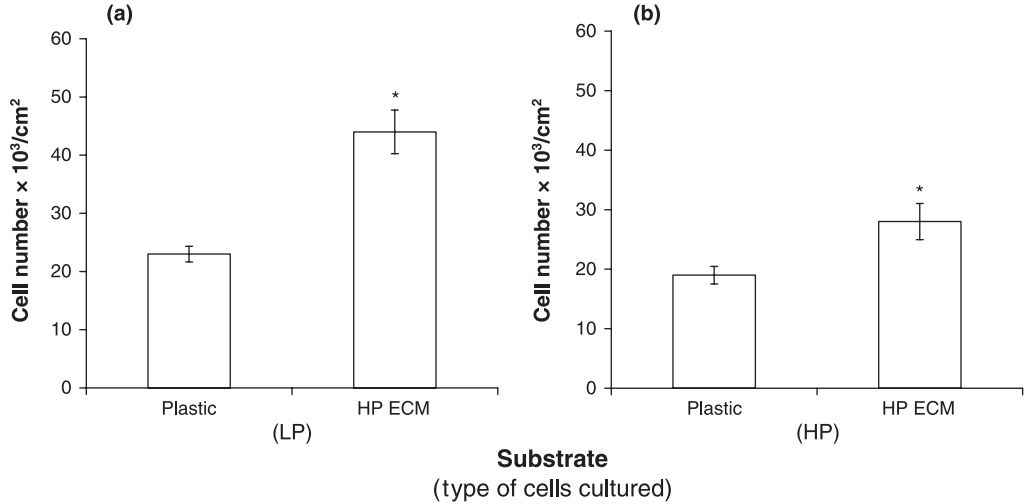 (a)
Cell number × 10³/cm²
60
50
40
30
20
10
0
*
Plastic
HP ECM
(LP)
(b)
Cell number × 10³/cm²
60
50
40
30
20
10
0
*
Plastic
HP ECM
(HP)
Substrate
(type of cells cultured)